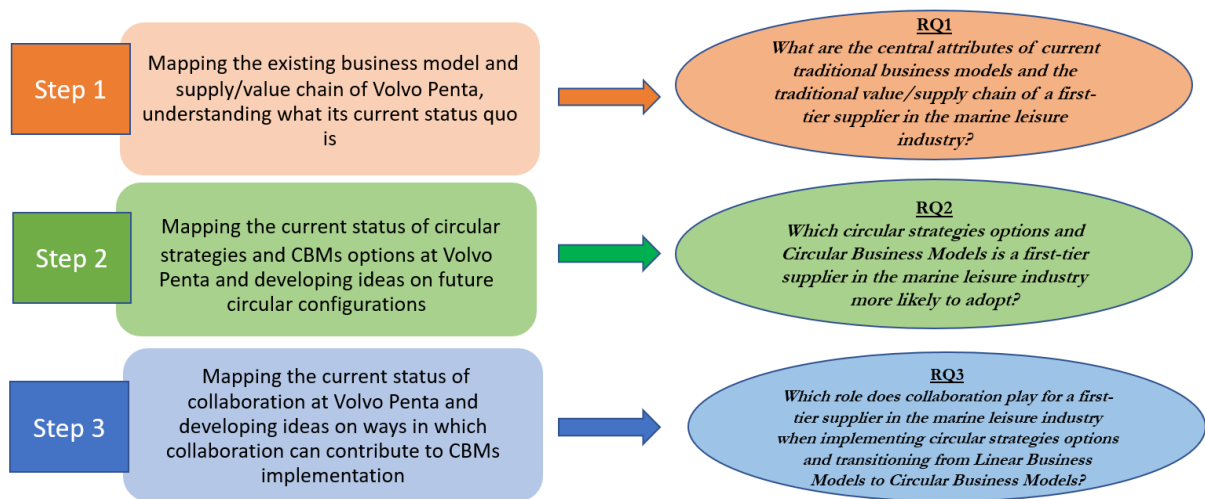 Step 1
Mapping the existing business model and
supply/value chain of Volvo Penta,
understanding what its current status quo
is
RQ1
What are the central attributes of current
traditional business models and the
traditional value/supply chain of a first-
tier supplier in the marine leisure
industry?
Step 2
Mapping the current status of circular
strategies and CBMs options at Volvo
Penta and developing ideas on future
circular configurations
RQ2
Which circular strategies options and
Circular Business Models is a first-tier
supplier in the marine leisure industry
more likely to adopt?
Step 3
Mapping the current status of
collaboration at Volvo Penta and
developing ideas on ways in which
collaboration can contribute to CBMs
implementation
RQ3
Which role does collaboration play for a first-
tier supplier in the marine leisure industry
when implementing circular strategies options
and transitioning from Linear Business
Models to Circular Business Models?